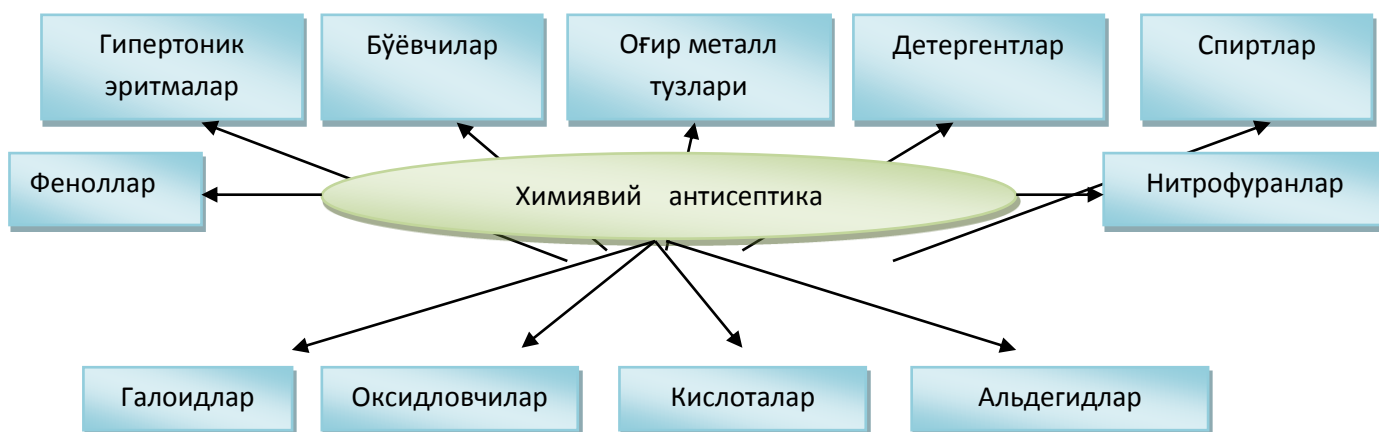 Гипертоник
эритмалар
Бўёвчилар
Оғир металл
тузлари
Детергентлар
Спиртлар
Феноллар
Химиявий антисептика
Нитрофуранлар
Галоидлар
Оксидловчилар
Кислоталар
Альдегидлар